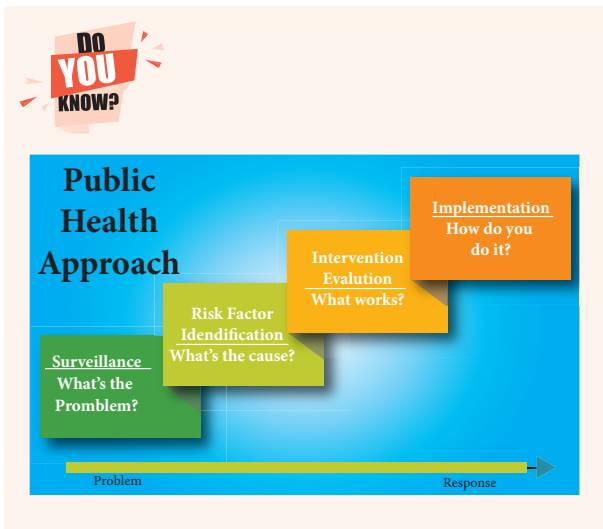 DO
YOU
KNOW?
Public
Health
Approach
Implementation
How do you
do it?
Intervention
Evalution
What works?
Risk Factor
Idendification
What's the cause?
Surveillance
What's the
Promblem?
Problem
Response